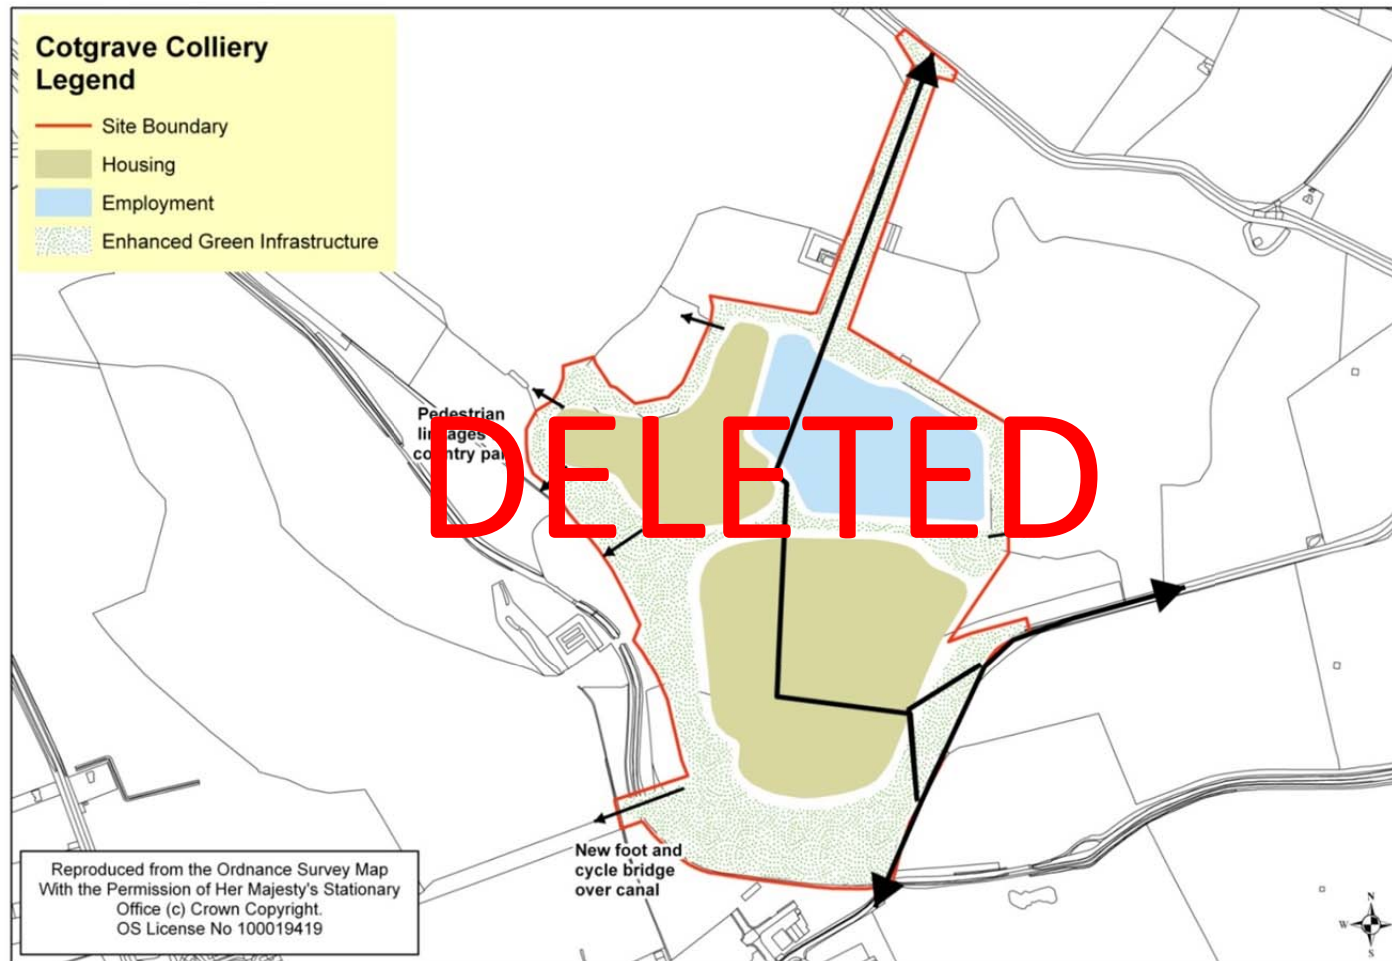 Cotgrave Colliery
Legend
Site Boundary
Housing
Employment
Enhanced Green Infrastructure
Pedestrian
country
DELETED
New foot and
cycle bridge
over canal
Reproduced from the Ordnance Survey Map
With the Permission of Her Majesty's Stationary
Office (c) Crown Copyright.
OS License No 100019419
N
W
S